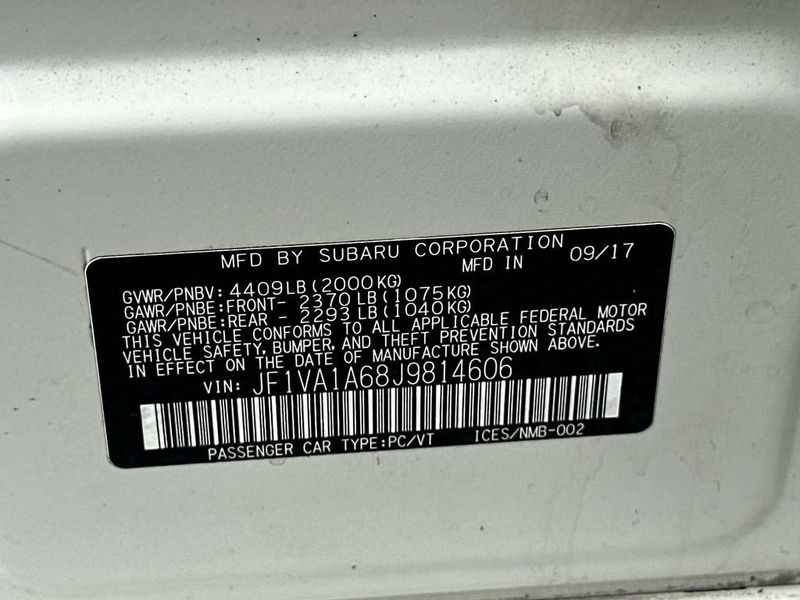 MFD BY SUBARU CORPORATION
MFD IN 09/17
GVWR/PNBV: 4409LB(2000KG)
GAWR/PNBE:FRONT- 2370LB(1075KG)
GAWR/PNBE:REAR - 2293LB(1040KG)
THIS VEHICLE CONFORMS TO ALL APPLICABLE FEDERAL MOTOR
VEHICLE SAFETY, BUMPER, AND THEFT PREVENTION STANDARDS
IN EFFECT ON THE DATE OF MANUFACTURE SHOWN ABOVE.
VIN: JF1VA1A68J9814606
PASSENGER CAR TYPE:PC/VT ICES/NMB-002